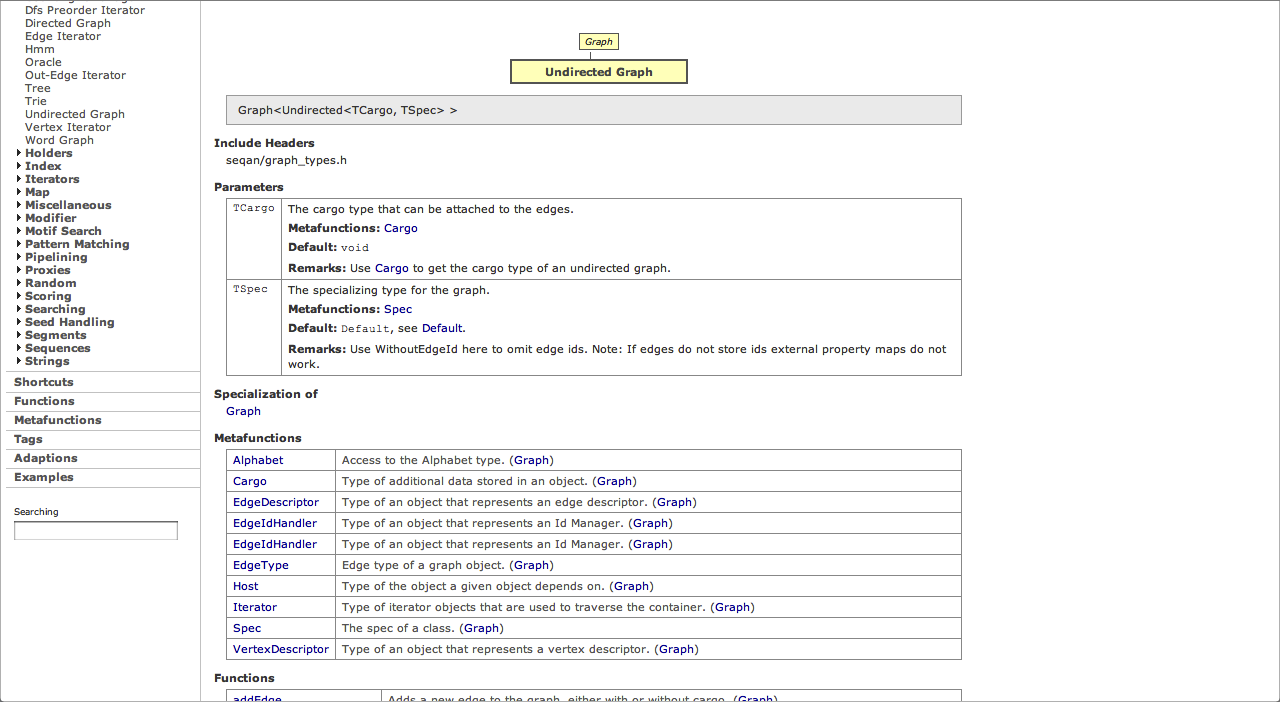 Dfs Preorder Iterator
Directed Graph
Edge Iterator
Hmm
Oracle
Out-Edge Iterator
Tree
Trie
Undirected Graph
Vertex Iterator
Word Graph
Holders
Index
Iterators
Map
Miscellaneous
Modifier
Motif Search
Pattern Matching
Pipelining
Proxies
Random
Scoring
Searching
Seed Handling
Segments
Sequences
Strings
Shortcuts
Functions
Metafunctions
Tags
Adaptions
Examples
Searching
Graph
Undirected Graph
Graph<Undirected<TCargo, TSpec> >
Include Headers
seqan/graph_types.h
Parameters
TCargo The cargo type that can be attached to the edges.
Metafunctions: Cargo
Default: void
Remarks: Use Cargo to get the cargo type of an undirected graph.
TSpec The specializing type for the graph.
Metafunctions: Spec
Default: Default, see Default.
Remarks: Use WithoutEdgeId here to omit edge ids. Note: If edges do not store ids external property maps do not
work.
Specialization of
Graph
Metafunctions
Alphabet Access to the Alphabet type. (Graph)
Cargo Type of additional data stored in an object. (Graph)
EdgeDescriptor Type of an object that represents an edge descriptor. (Graph)
EdgeIdHandler Type of an object that represents an Id Manager. (Graph)
EdgeIdHandler Type of an object that represents an Id Manager. (Graph)
EdgeType Edge type of a graph object. (Graph)
Host Type of the object a given object depends on. (Graph)
Iterator Type of iterator objects that are used to traverse the container. (Graph)
Spec The spec of a class. (Graph)
VertexDescriptor Type of an object that represents a vertex descriptor. (Graph)
Functions
addEdge Adds a new edge to the graph, either with or without cargo. (Graph)